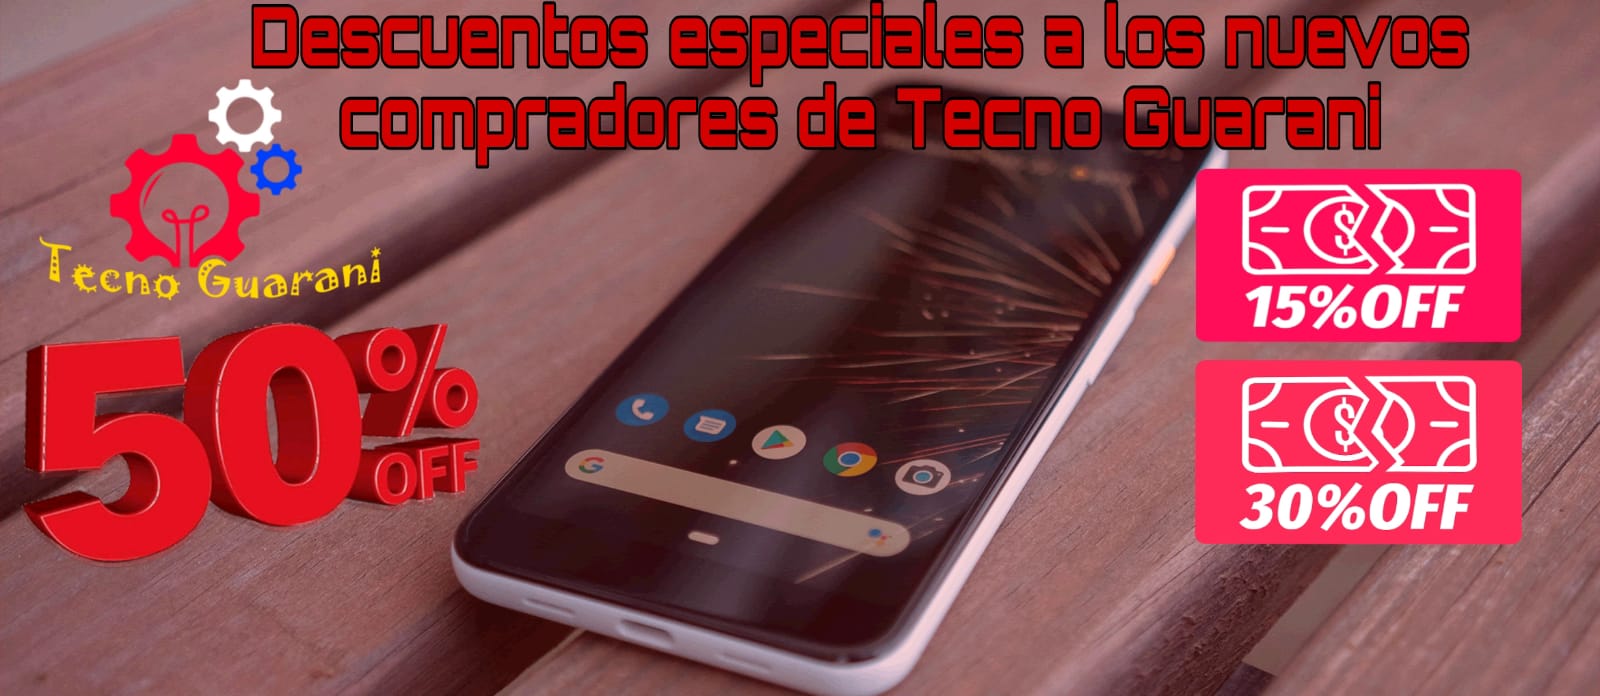 Descuentos especiales a los nuevos
compradores de Tecno Guarani
Tecno Guarani
50%
OFF
15%OFF
30%OFF